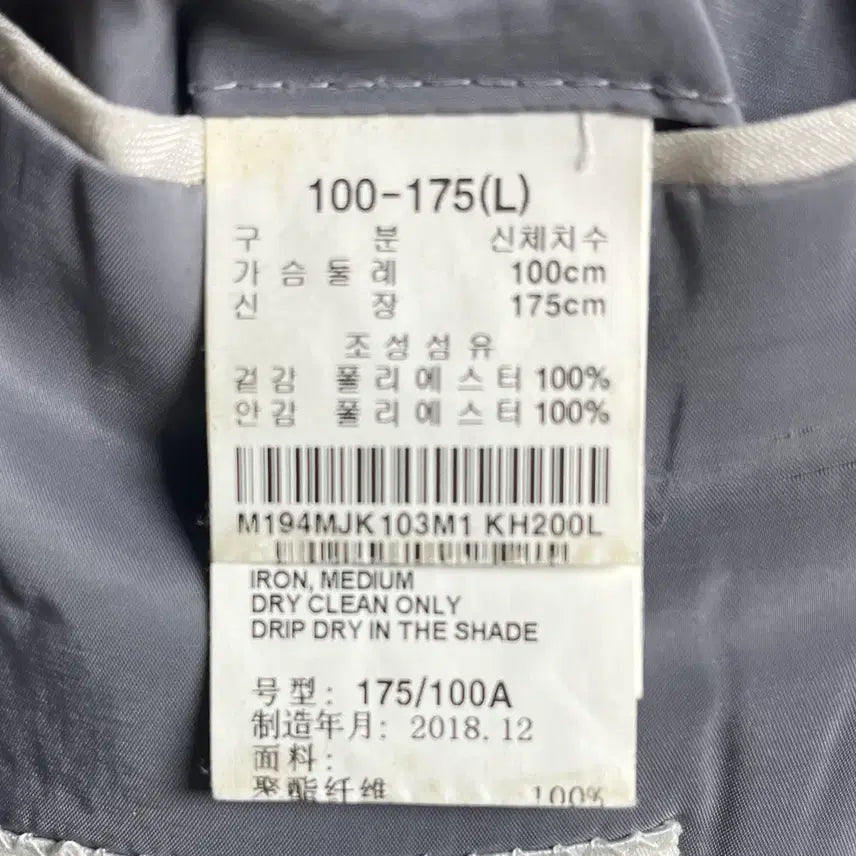 100-175(L)
구 분 신체치수
가슴둘레 100cm
신 장 175cm
조성섬유
겉감 폴리에스터 100%
안감 폴리에스터 100%
M194MJK103M1 KH200L
IRON, MEDIUM
DRY CLEAN ONLY
DRIP DRY IN THE SHADE
号型: 175/100A
制造年月: 2018.12
面料:
聚酯纤维 100%